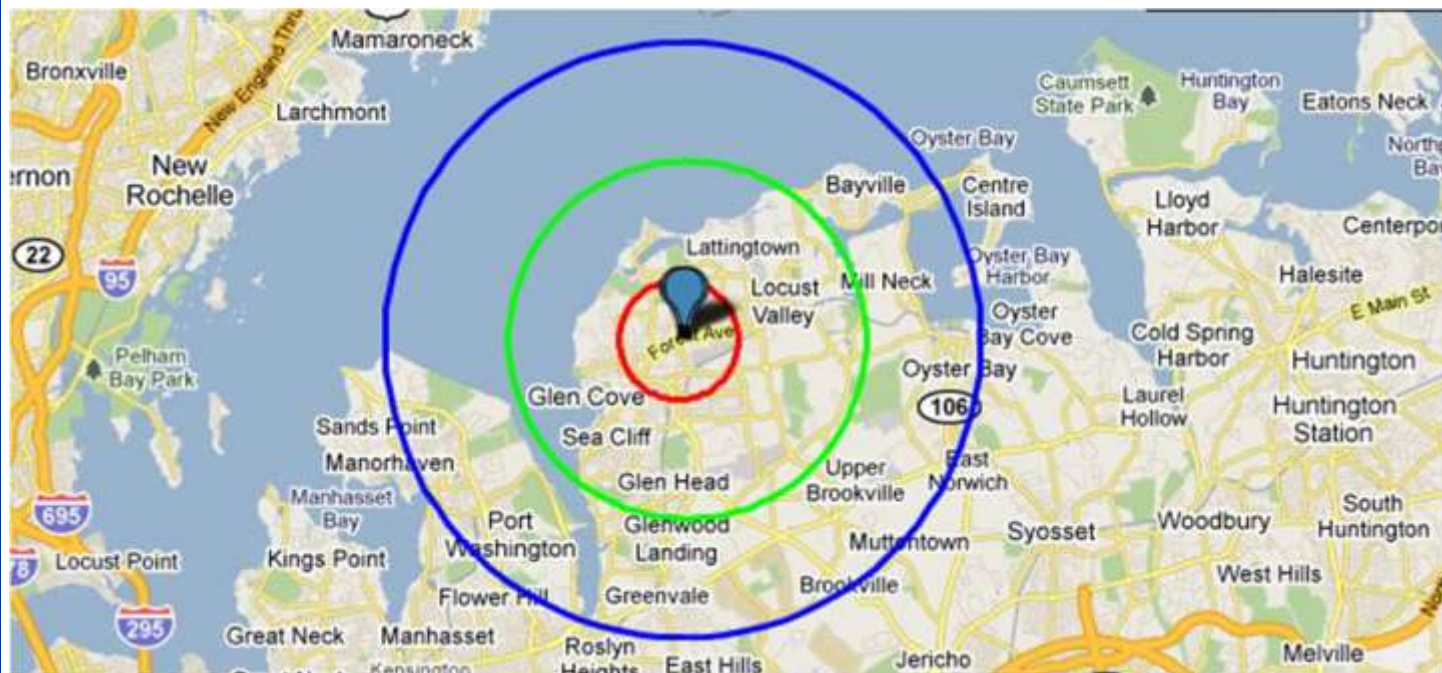 Mamaroneck
Bronxville
New England Thru
Larchmont
New
Rochelle
ernon
22
95
Caumsett
State Park
Huntington
Bay
Eatons Neck
Oyster Bay
Bayville
Centre
Island
Lloyd
Harbor
Centerpor
Lattingtown
Locust
Valley
Mill Neck
Oyster Bay
Harbor
Halesite
E Main St
Oyster
Bay Cove
Cold Spring
Harbor
Huntington
Forest Ave
Pelham
Bay Park
Glen Cove
Oyster Bay
106
Laurel
Hollow
Huntington
Station
Sands Point
Sea Cliff
Manorhaven
Glen Head
Upper
Brookville
East
Norwich
Manhasset
Bay
695
Port
Washington
Glenwood
Landing
Muttontown
Syosset
Woodbury
South
Huntington
Locust Point
78
Kings Point
Flower Hill
Greenvale
Brookville
West Hills
295
Great Neck
Manhasset
Roslyn
Heights
East Hills
Jericho
Melville
Kensington